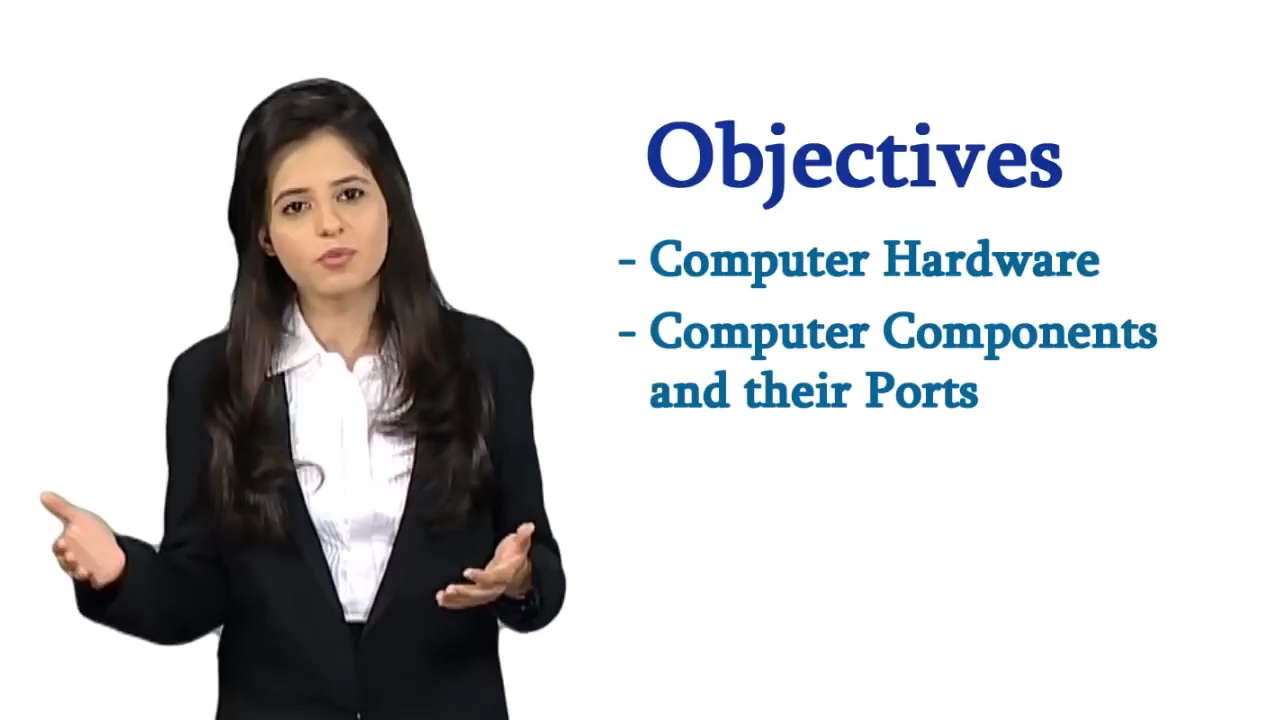 Objectives
- Computer Hardware
- Computer Components
and their Ports